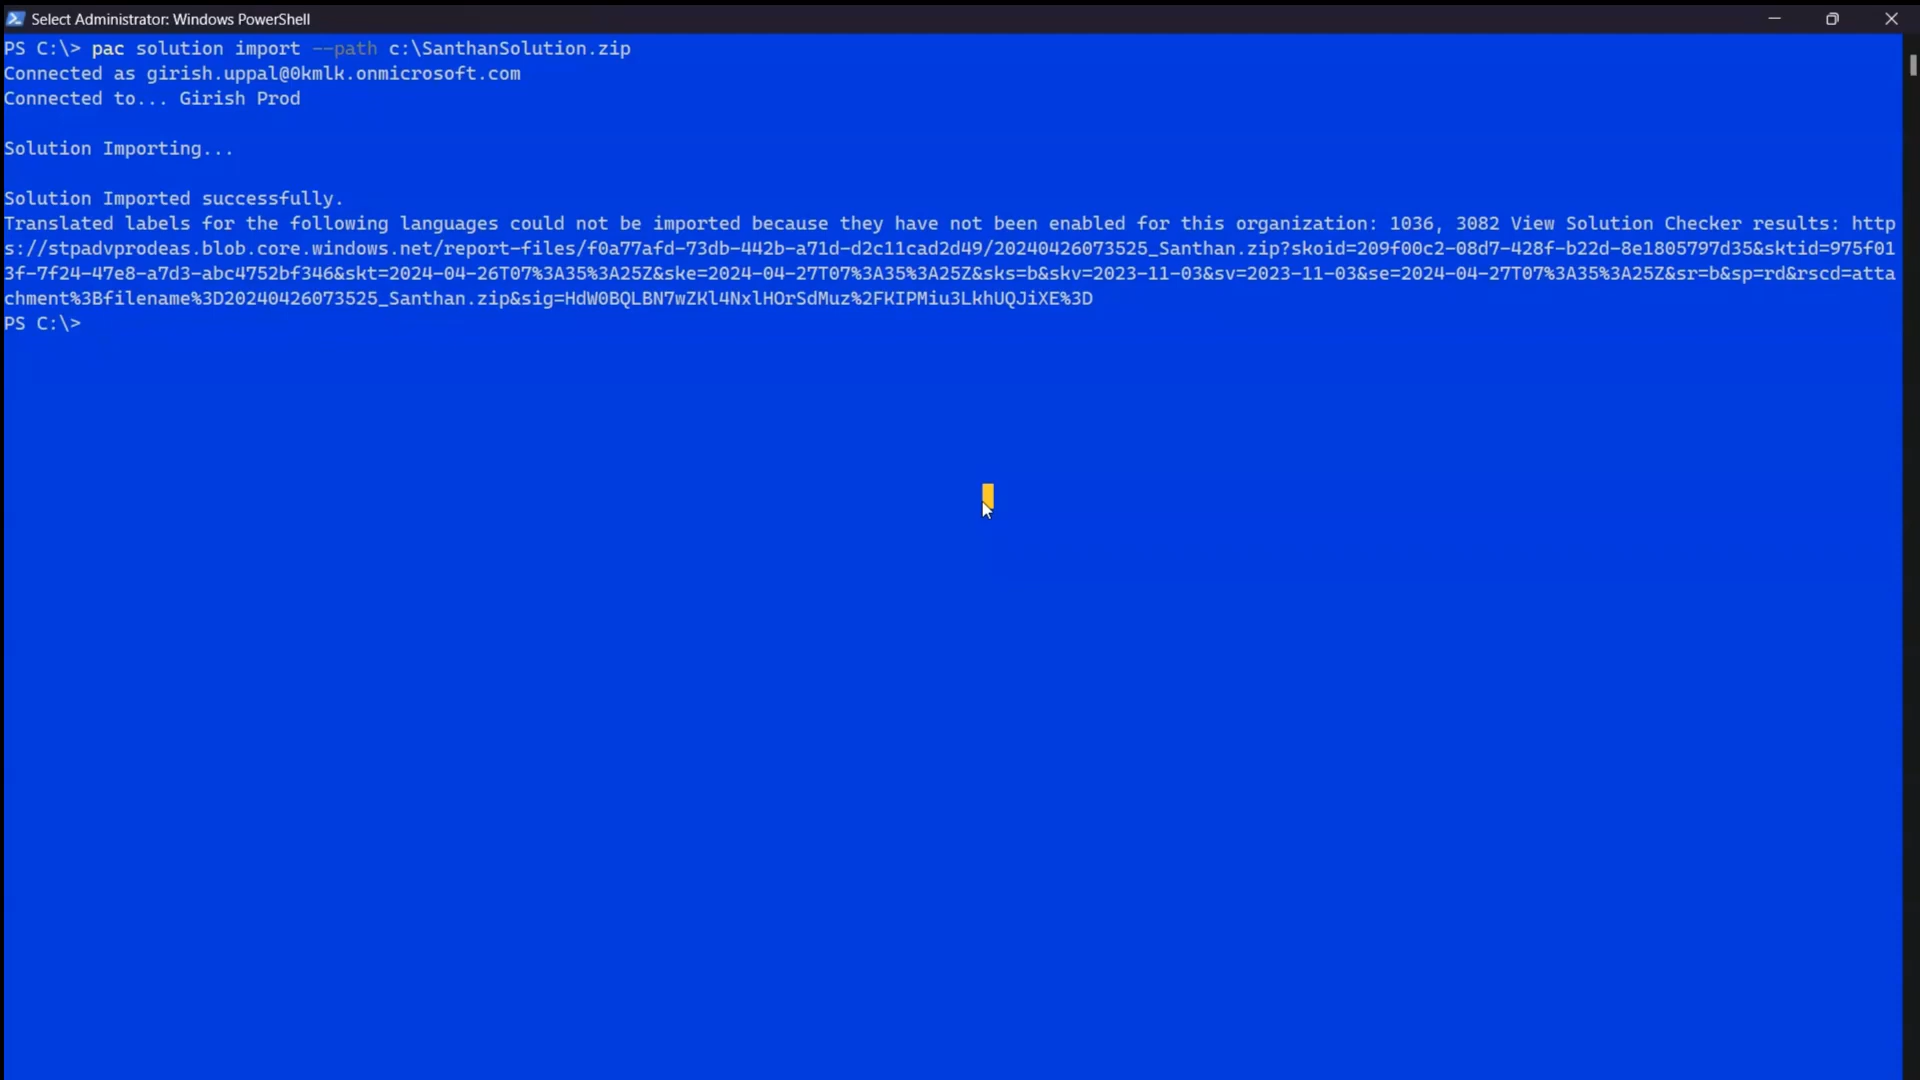 Select Administrator: Windows PowerShell
PS C:\> pac solution import --path c:\SanthanSolution.zip
Connected as girish.uppal@0kmlk.onmicrosoft.com
Connected to... Girish Prod
Solution Importing...
Solution Imported successfully.
Translated labels for the following languages could not be imported because they have not been enabled for this organization: 1036, 3082 View Solution Checker results: http
s://stpadvprodeas.blob.core.windows.net/report-files/f0a77afd-73db-442b-a71d-d2c11cad2d49/20240426073525_Santhan.zip?skoid=209f00c2-08d7-428f-b22d-8e1805797d35&sktid=975f01
3f-7f24-47e8-a7d3-abc4752bf346&skt=2024-04-26T07%3A35%3A25Z&ske=2024-04-27T07%3A35%3A25Z&sks=b&skv=2023-11-03&sv=2023-11-03&se=2024-04-27T07%3A35%3A25Z&sr=b&sp=rd&rscd=atta
chment%3Bfilename%3D20240426073525_Santhan.zip&sig=HdW0BQLBN7wZKl4NxlHOrSdMuz%2FKIPMiu3LkhUQJiXE%3D
PS C:\>